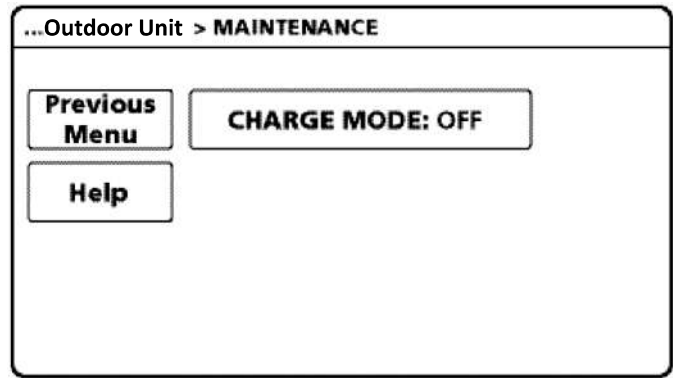 ...Outdoor Unit > MAINTENANCE
Previous
Menu
CHARGE MODE: OFF
Help